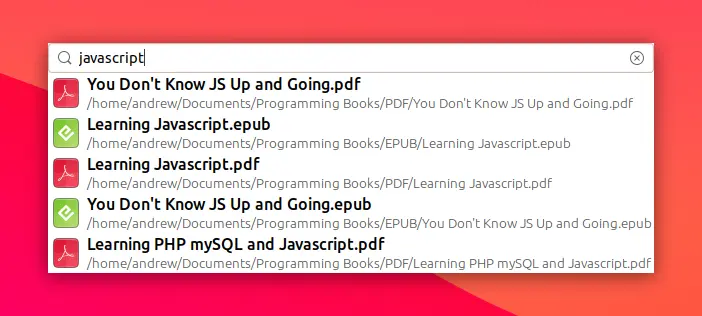 javascript
You Don't Know JS Up and Going.pdf
/home/andrew/Documents/Programming Books/PDF/You Don't Know JS Up and Going.pdf
Learning Javascript.epub
/home/andrew/Documents/Programming Books/EPUB/Learning Javascript.epub
Learning Javascript.pdf
/home/andrew/Documents/Programming Books/PDF/Learning Javascript.pdf
You Don't Know JS Up and Going.epub
/home/andrew/Documents/Programming Books/EPUB/You Don't Know JS Up and Going.epub
Learning PHP mySQL and Javascript.pdf
/home/andrew/Documents/Programming Books/PDF/Learning PHP mySQL and Javascript.pdf